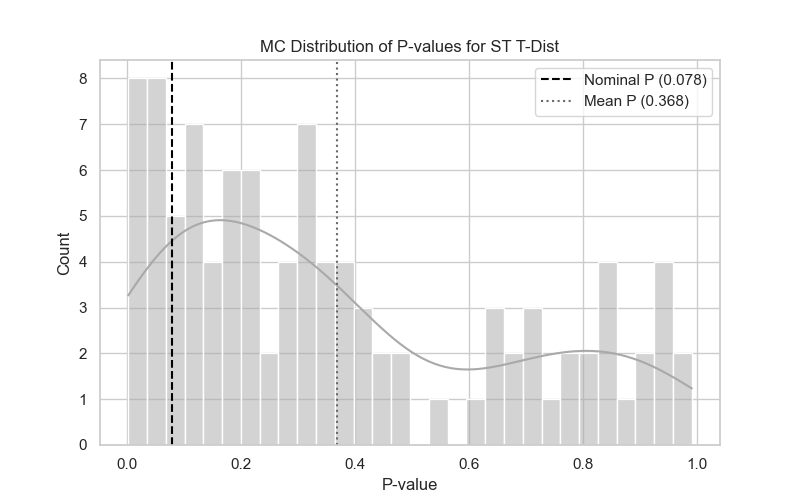 MC Distribution of P-values for ST T-Dist
Nominal P (0.078)
Mean P (0.368)
Count
8
7
6
5
4
3
2
1
0
0.0 0.2 0.4 0.6 0.8 1.0
P-value